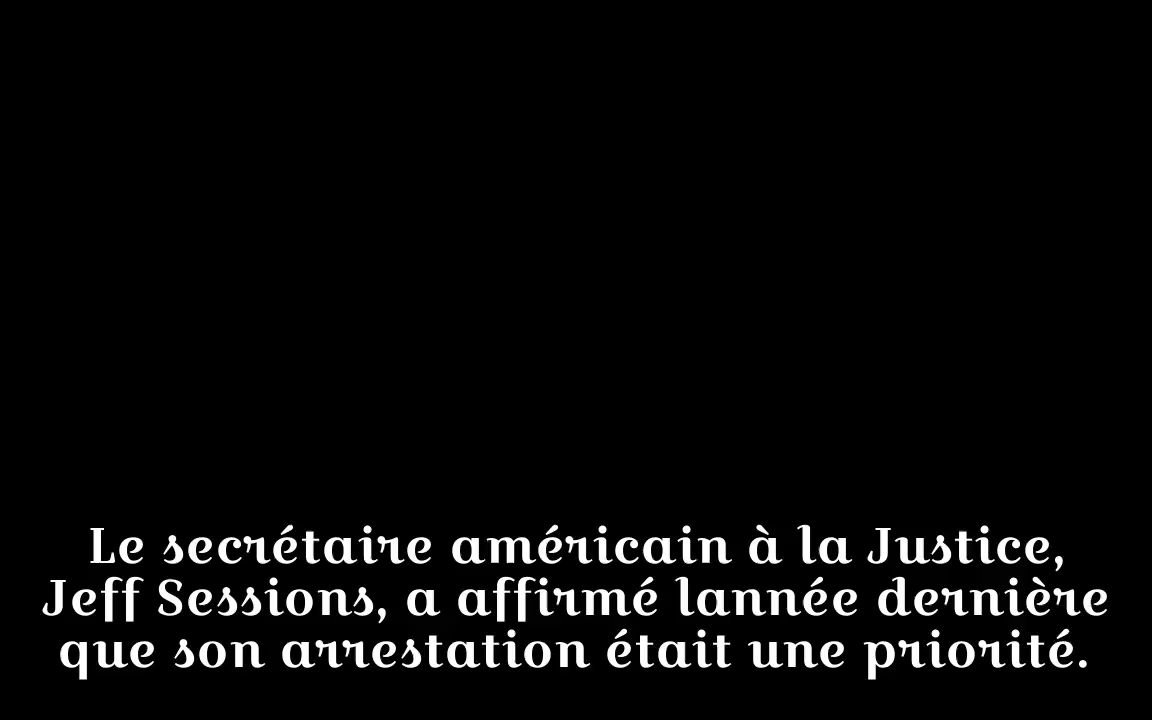 Le secrétaire américain à la Justice,
Jeff Sessions, a affirmé lannée dernière
que son arrestation était une priorité.